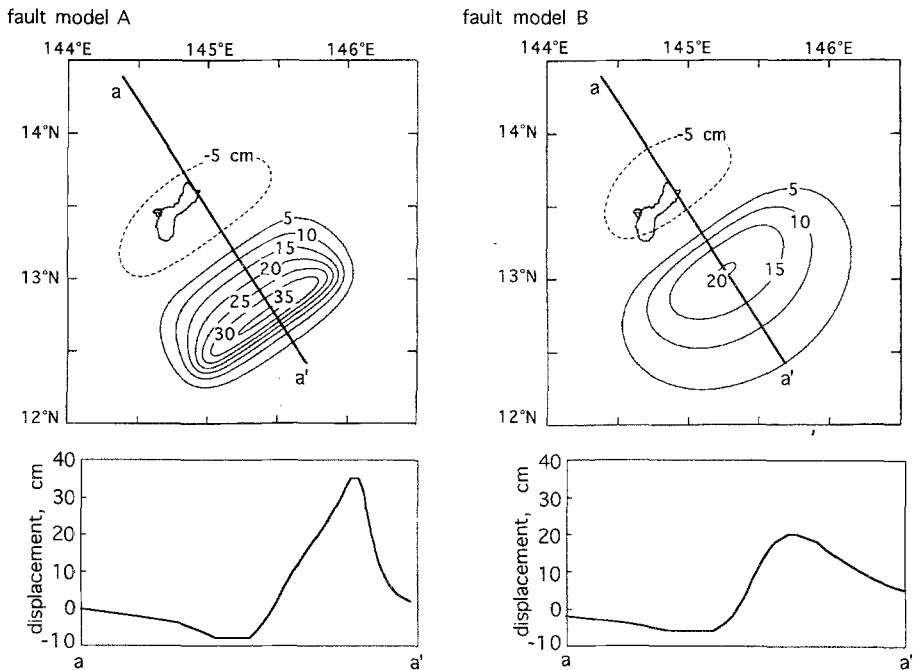 fault model A
144°E 145°E 146°E
a
14°N
-5 cm
5
10
15
13°N
20
25
35
30
a'
12°N
40
30
20
10
0
-10
displacement, cm
a a'
fault model B
144°E 145°E 146°E
a
14°N
-5 cm
5
10
13°N
15
20
a'
12°N
40
30
20
10
0
-10
displacement, cm
a a'